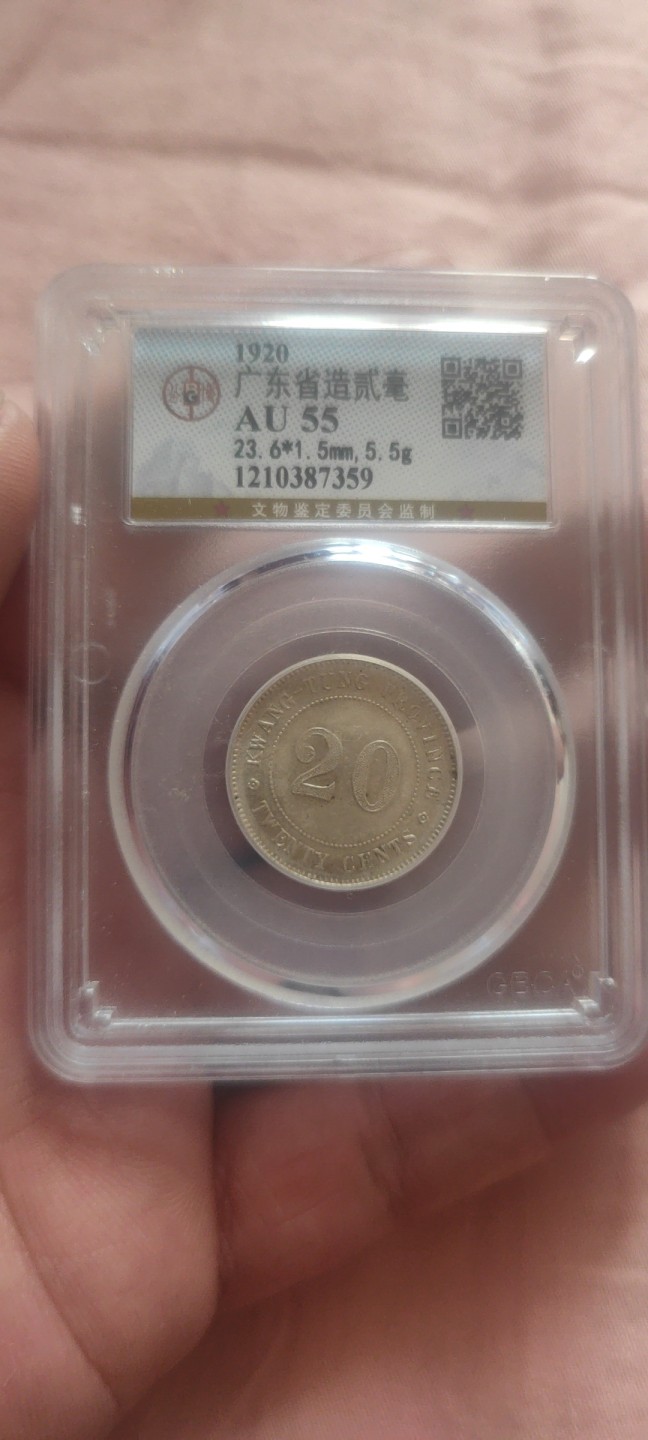 1920
广东省造贰毫
AU 55
23.6*1.5mm,5.5g
1210387359
文物鉴定委员会监制
KWANG-TUNG PROVINCE
20
TWENTY CENTS
GBCA